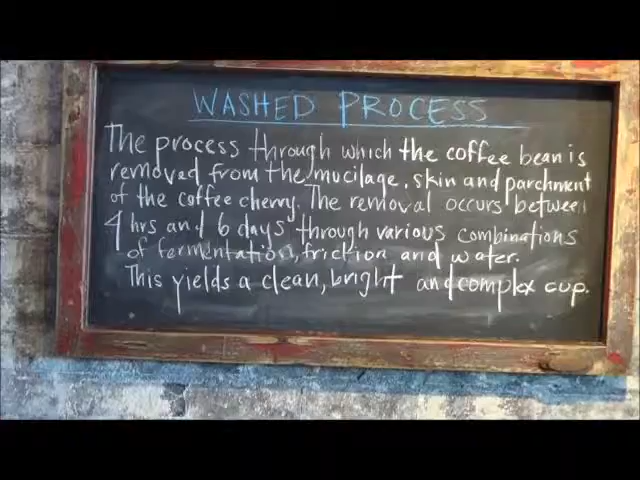 WASHED PROCESS
The process through which the coffee bean is
removed from the mucilage, skin and parchment
of the coffee cherry. The removal occurs between
4 hrs and 6 days through various combinations
of fermentation, friction and water.
This yields a clean, bright and complex cup.